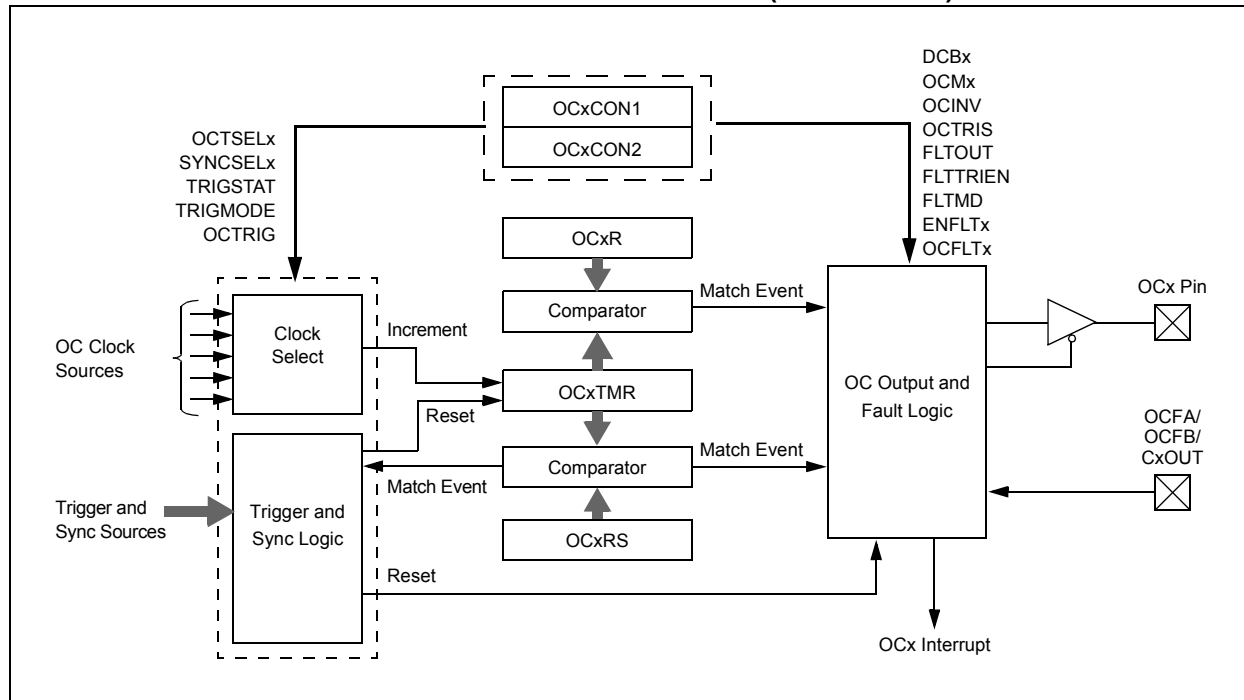 DCBx
OCMx
OCINV
OCTRIS
FLTOUT
FLTTRIEN
FLTMD
ENFLTx
OCFLTx
OCxCON1
OCxCON2
OCTSELx
SYNCSELx
TRIGSTAT
TRIGMODE
OCTRIG
OCxR
Match Event
OCx Pin
Comparator
Increment
Clock
Select
OC Clock
Sources
OCxTMR
OC Output and
Fault Logic
Reset
OCFA/
OCFB/
CxOUT
Match Event
Comparator
Match Event
Trigger and
Sync Sources
Trigger and
Sync Logic
OCxRS
Reset
OCx Interrupt